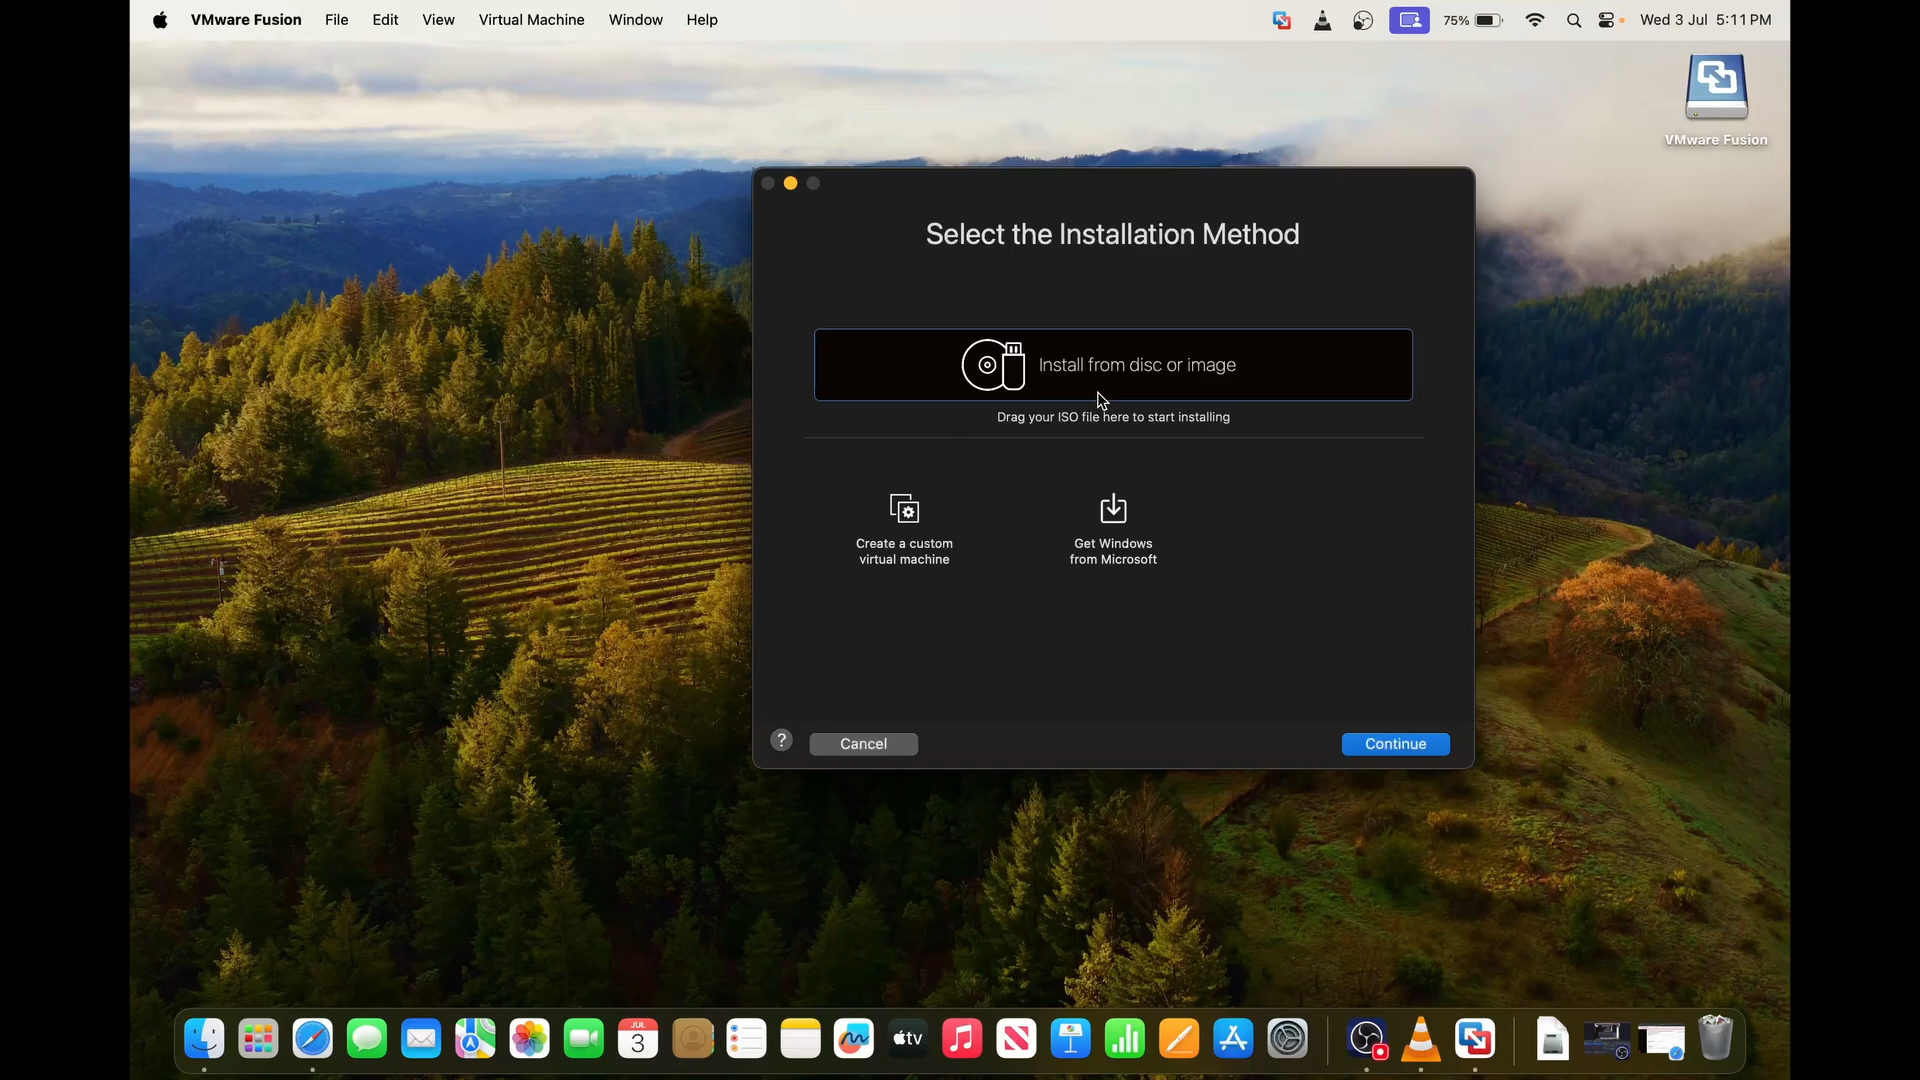 VMware Fusion File Edit View Virtual Machine Window Help 75% Wed 3 Jul 5:11 PM
VMware Fusion
Select the Installation Method
Install from disc or image
Drag your ISO file here to start installing
Create a custom
virtual machine
Get Windows
from Microsoft
? Cancel Continue
JUL
3
tv